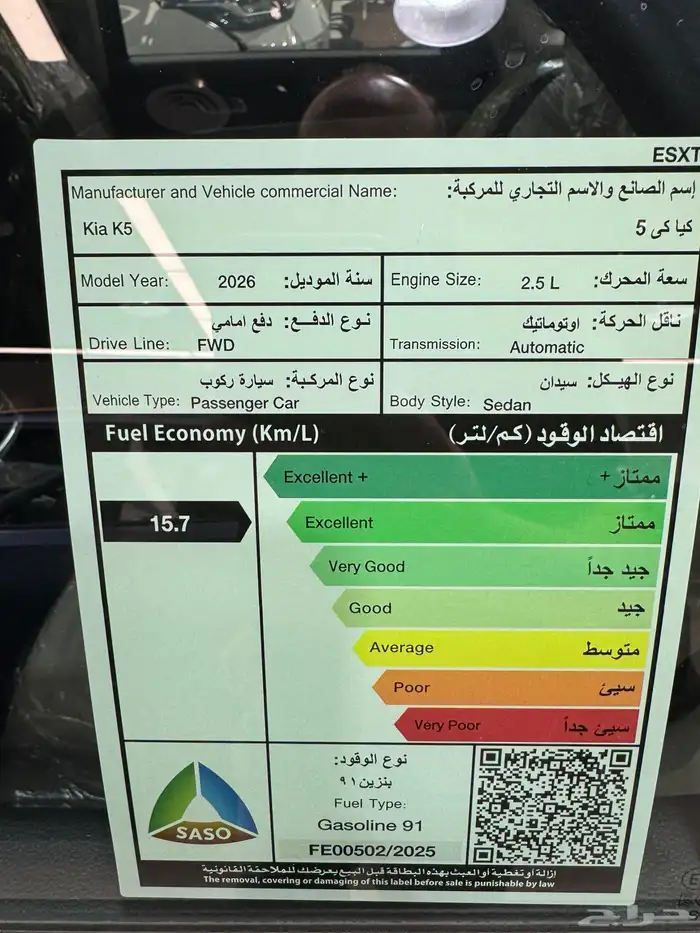 ESXT
Manufacturer and Vehicle commercial Name: إسم الصانع والاسم التجاري للمركبة:
Kia K5 كيا كى 5
Model Year: 2026 سنة الموديل:
Engine Size: 2.5 L سعة المحرك:
نوع الدفـــع: دفع امامي
Drive Line: FWD
ناقل الحركة: اوتوماتيك
Transmission: Automatic
نوع المركبة: سيارة ركوب
Vehicle Type: Passenger Car
نوع الهيكل: سيدان
Body Style: Sedan
Fuel Economy (Km/L) اقتصاد الوقود (كم/لتر)
Excellent + ممتاز +
15.7
Excellent ممتاز
Very Good جيد جداً
Good جيد
Average متوسط
Poor سيئ
Very Poor سيئ جداً
SASO
نوع الوقود:
بنزين ٩١
Fuel Type:
Gasoline 91
FE00502/2025
إزالة أو تغطية أو العبث بهذه البطاقة قبل البيع يعرضك للملاحقة القانونية
The removal, covering or damaging of this label before sale is punishable by law
حراج